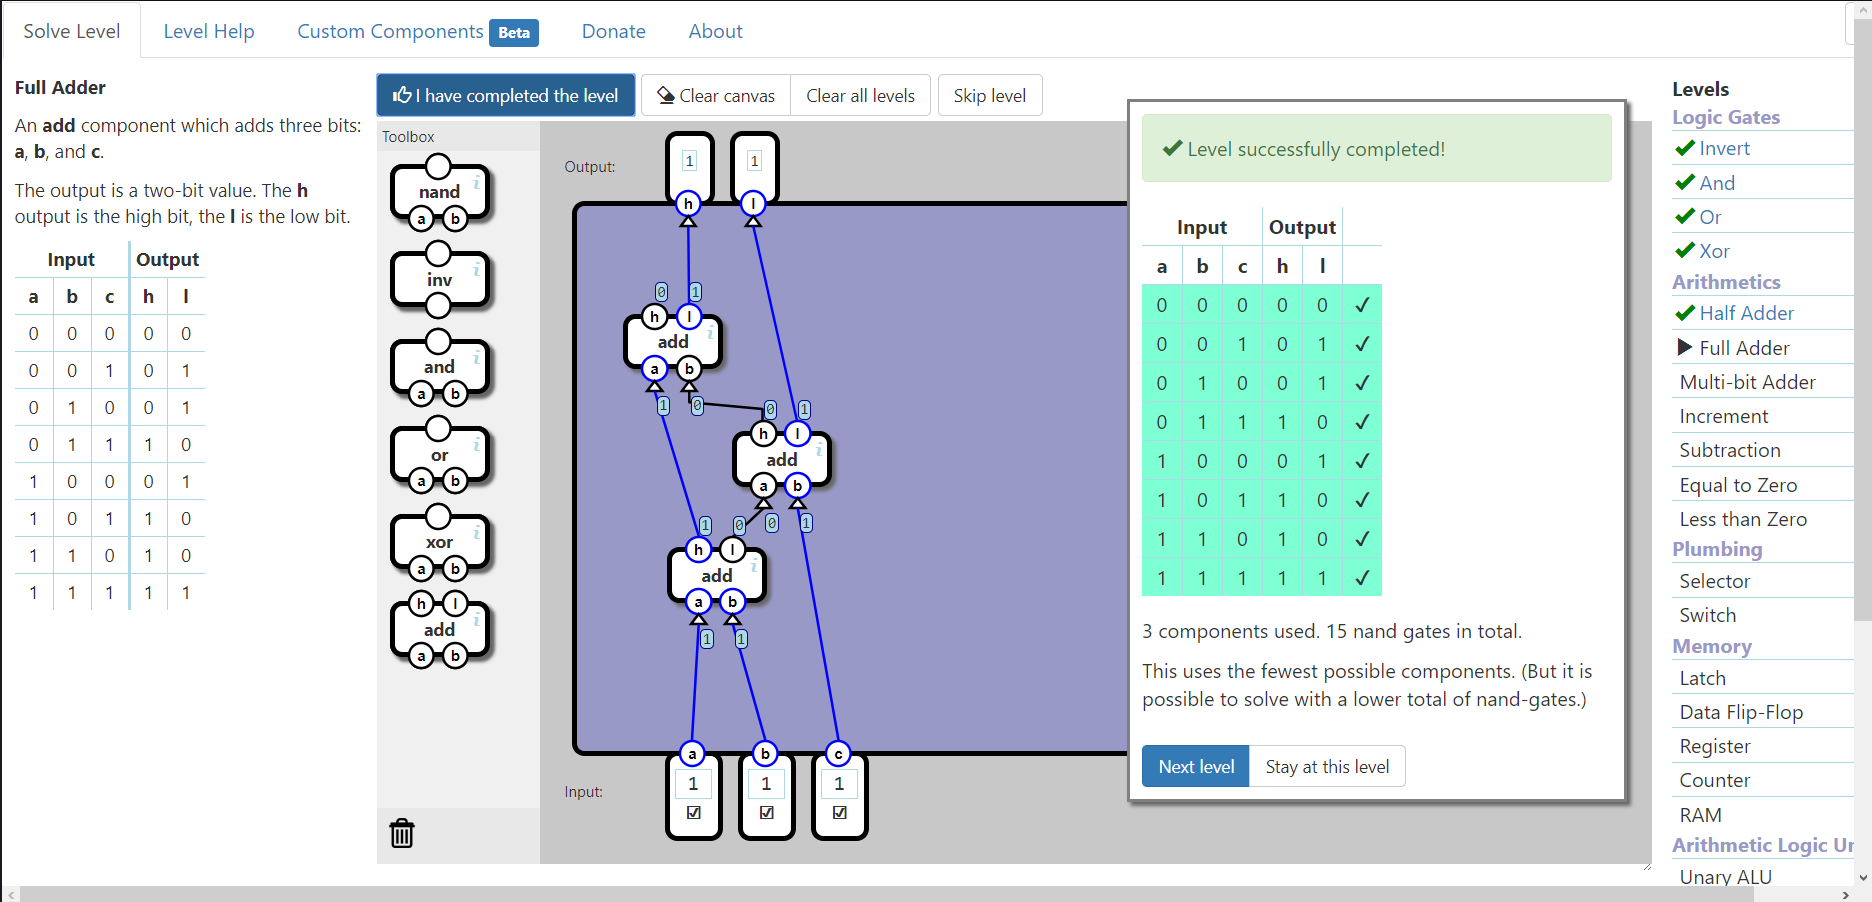 Solve Level
Level Help
Custom Components Beta
Donate
About
Full Adder
An add component which adds three bits:
a, b, and c.
The output is a two-bit value. The h
output is the high bit, the l is the low bit.
Input Output
a b c h l
0 0 0 0 0
0 0 1 0 1
0 1 0 0 1
0 1 1 1 0
1 0 0 0 1
1 0 1 1 0
1 1 0 1 0
1 1 1 1 1
I have completed the level
Clear canvas
Clear all levels
Skip level
Toolbox
nand
i
a b
inv
i
and
i
a b
or
i
a b
xor
i
a b
h l
add
i
a b
Output:
1 1
h l
0 1
h l
add
i
a b
1 0
0 1
h l
add
i
a b
0 1
1 0
h l
add
i
a b
1 1
a b c
Input:
1 1 1
Level successfully completed!
Input Output
a b c h l
0 0 0 0 0
0 0 1 0 1
0 1 0 0 1
0 1 1 1 0
1 0 0 0 1
1 0 1 1 0
1 1 0 1 0
1 1 1 1 1
3 components used. 15 nand gates in total.
This uses the fewest possible components. (But it is
possible to solve with a lower total of nand-gates.)
Next level
Stay at this level
Levels
Logic Gates
Invert
And
Or
Xor
Arithmetics
Half Adder
Full Adder
Multi-bit Adder
Increment
Subtraction
Equal to Zero
Less than Zero
Plumbing
Selector
Switch
Memory
Latch
Data Flip-Flop
Register
Counter
RAM
Arithmetic Logic Ur
Unary ALU